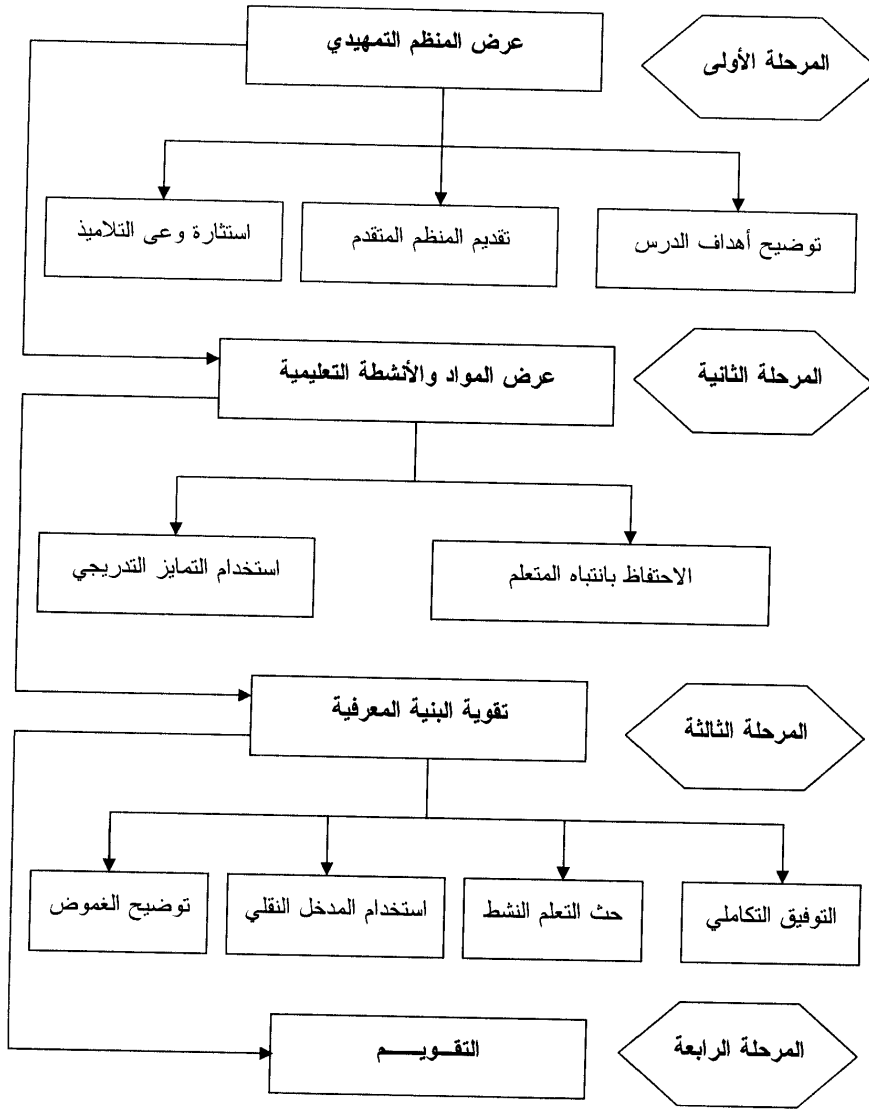 المرحلة الأولى
عرض المنظم التمهيدي
توضيح أهداف الدرس
تقديم المنظم المتقدم
استثارة وعى التلاميذ
المرحلة الثانية
عرض المواد والأنشطة التعليمية
الاحتفاظ بانتباه المتعلم
استخدام التمايز التدريجي
المرحلة الثالثة
تقوية البنية المعرفية
التوفيق التكاملي
حث التعلم النشط
استخدام المدخل النقلي
توضيح الغموض
المرحلة الرابعة
التقـويـــــم